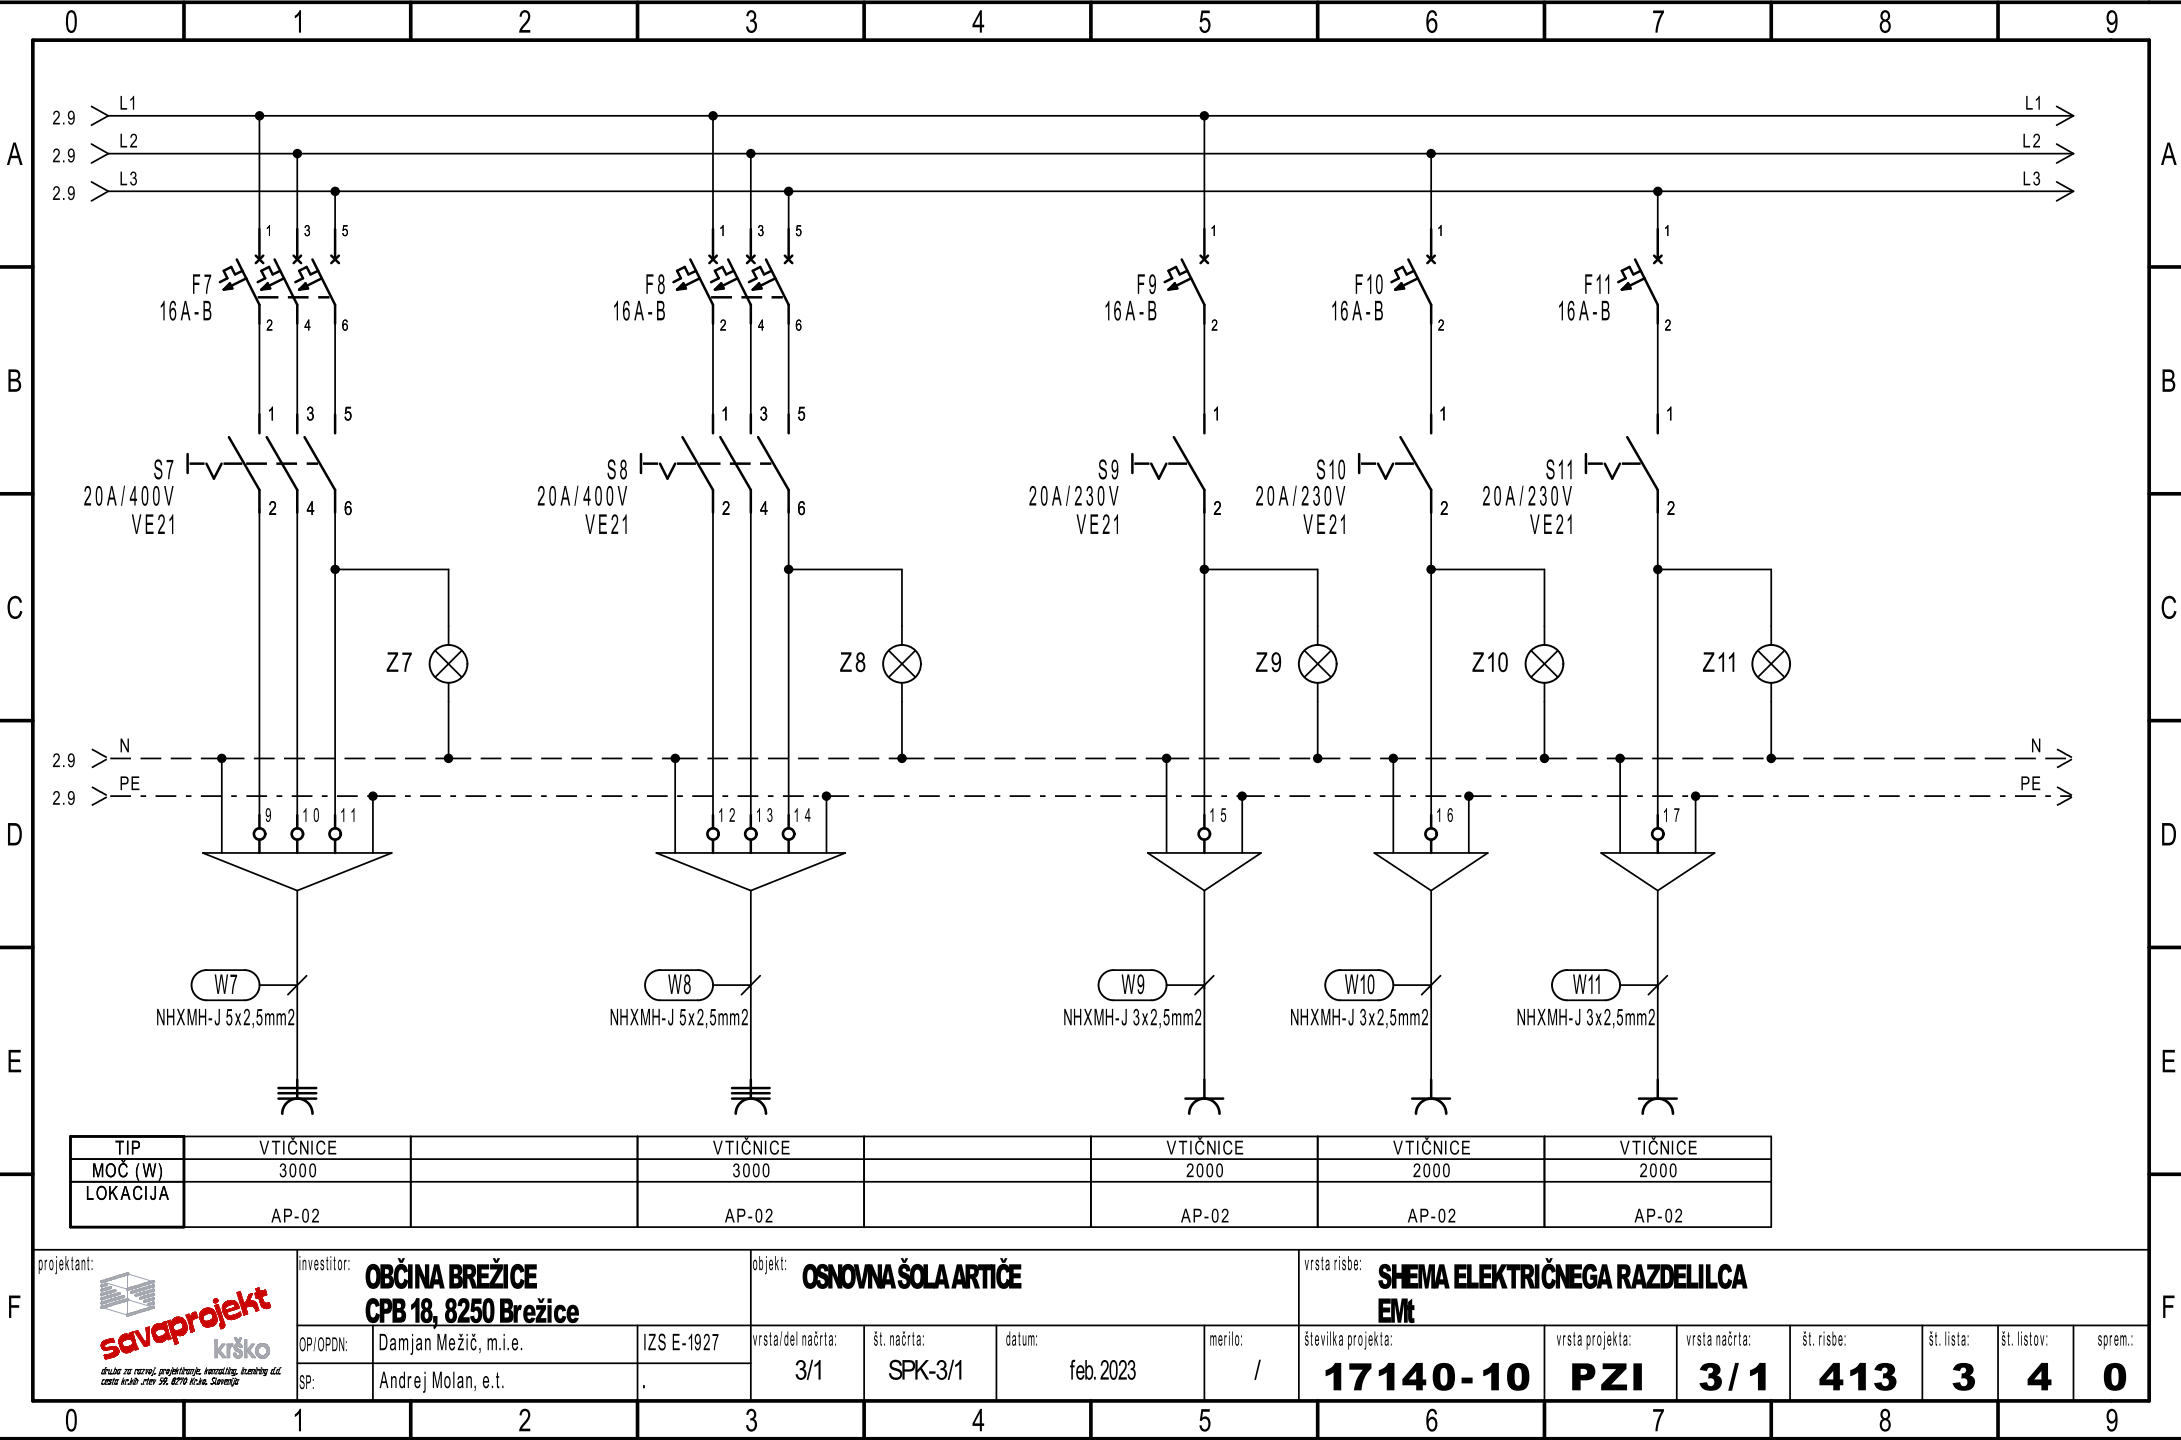 0 1 2 3 4 5 6 7 8 9
L1 L1
2.9
L2 L2
A 2.9 A
L3 L3
2.9
1 3 5 1 3 5 1 1 1
F7 F8 F9 F10 F11
16A-B 16A-B 16A-B 16A-B 16A-B
2 4 6 2 4 6 2 2 2
B B
1 3 5 1 3 5 1 1 1
S7 S8 S9 S10 S11
20A/400V 20A/400V 20A/230V 20A/230V 20A/230V
2 4 6 2 4 6 2 2 2
VE21 VE21 VE21 VE21 VE21
C C
Z7 Z8 Z9 Z10 Z11
N N
2.9
PE PE
2.9
9 10 11 12 13 14 15 16 17
D D
W7 W8 W9 W10 W11
NHXMH-J 5x2,5mm2 NHXMH-J 5x2,5mm2 NHXMH-J 3x2,5mm2 NHXMH-J 3x2,5mm2 NHXMH-J 3x2,5mm2
E E
TIP VTIČNICE VTIČNICE VTIČNICE VTIČNICE VTIČNICE
MOČ (W) 3000 3000 2000 2000 2000
LOKACIJA
AP-02 AP-02 AP-02 AP-02 AP-02
projektant:
savaprojekt
krško
investitor: OBČINA BREŽICE
CPB 18, 8250 Brežice
objekt: OSNOVNA ŠOLA ARTIČE
vrsta risbe: SHEMA ELEKTRIČNEGA RAZDELILCA
EMt
F F
OP/OPDN: Damjan Mežič, m.i.e. IZS E-1927
SP: Andrej Molan, e.t. .
vrsta/del načrta: št. načrta: datum: merilo: številka projekta: vrsta projekta: vrsta načrta: št. risbe: št. lista: št. listov: sprem.:
3/1 SPK-3/1 feb. 2023 / 17140-10 PZI 3/1 413 3 4 0
0 1 2 3 4 5 6 7 8 9